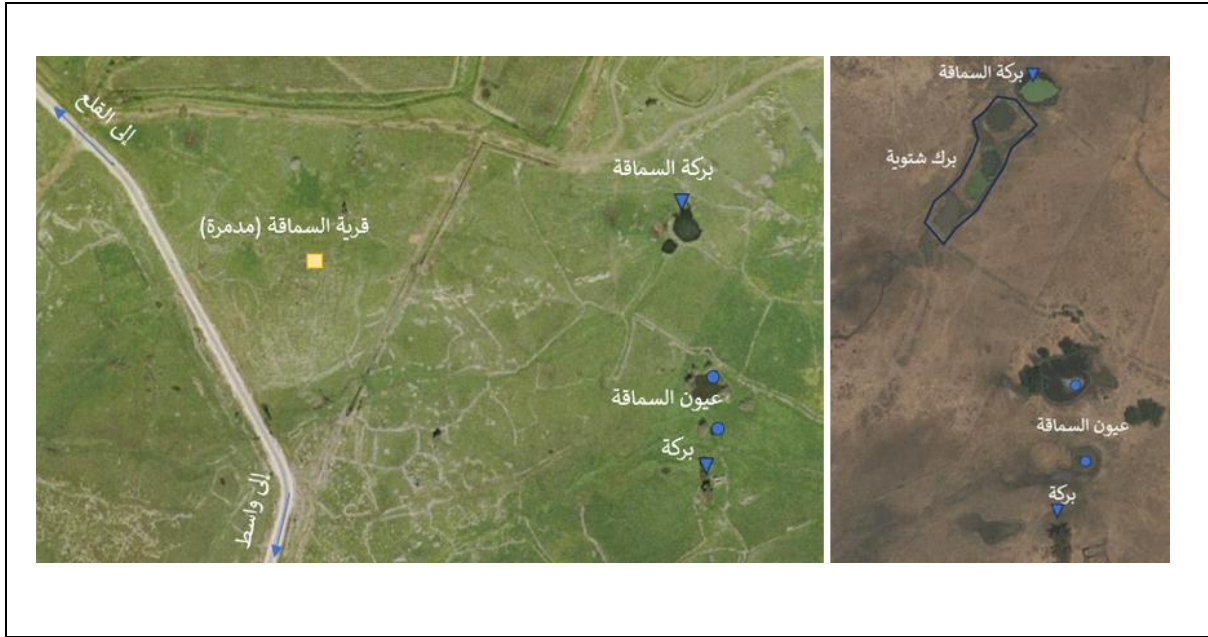 إلى القلع
بركة السماقة
قرية السماقة (مدمرة)
عيون السماقة
بركة
إلى واسط
بركة السماقة
برك شتوية
عيون السماقة
بركة